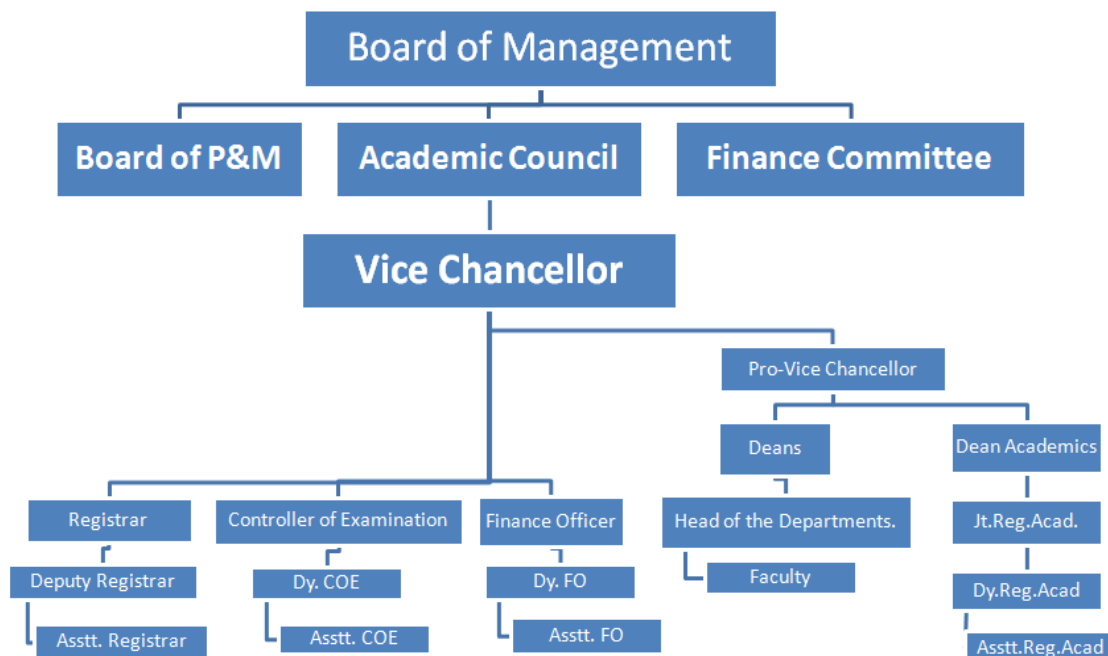 Board of Management
Board of P&M
Academic Council
Finance Committee
Vice Chancellor
Pro-Vice Chancellor
Deans
Dean Academics
Registrar
Controller of Examination
Finance Officer
Head of the Departments.
Jt.Reg.Acad.
Deputy Registrar
Dy. COE
Dy. FO
Faculty
Dy.Reg.Acad
Asstt. Registrar
Asstt. COE
Asstt. FO
Asstt.Reg.Acad